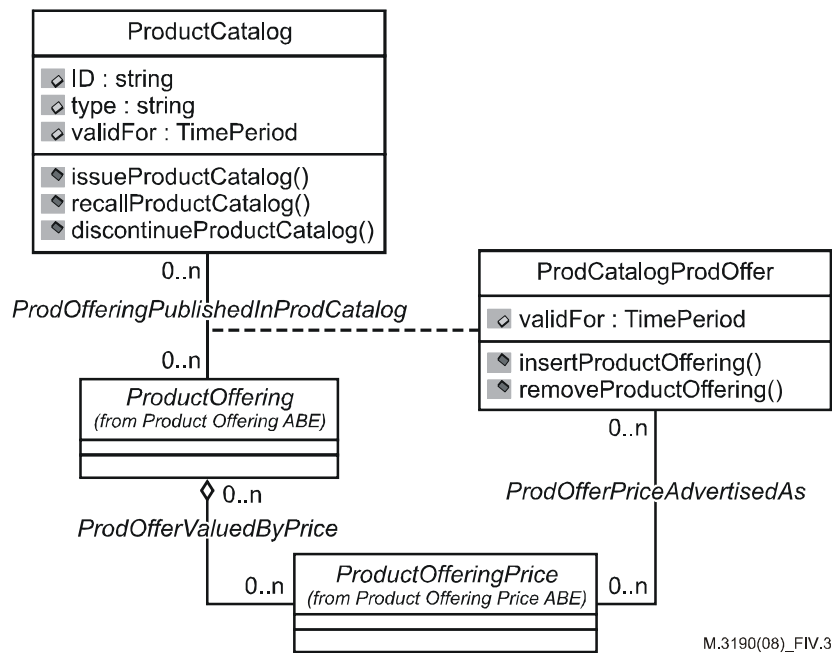 ProductCatalog
ID : string
type : string
validFor : TimePeriod
issueProductCatalog()
recallProductCatalog()
discontinueProductCatalog()
0..n
ProdOfferingPublishedInProdCatalog
0..n
ProdCatalogProdOffer
validFor : TimePeriod
insertProductOffering()
removeProductOffering()
ProductOffering
(from Product Offering ABE)
0..n
0..n
ProdOfferPriceAdvertisedAs
ProdOfferValuedByPrice
0..n
ProductOfferingPrice
(from Product Offering Price ABE)
0..n
M.3190(08)_FIV.3